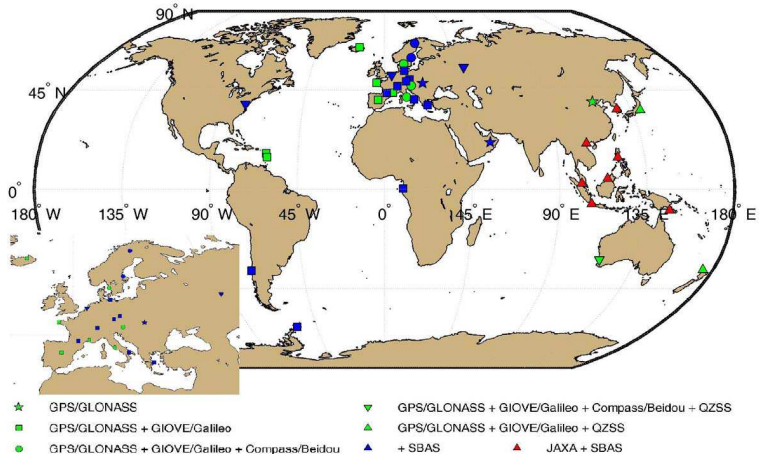 90° N
45° N
0°
180 W 135 W 90 W 45 W 0 45 E 90 E 135 E 180 E
GPS/GLONASS
GPS/GLONASS + GIOVE/Galileo
GPS/GLONASS + GIOVE/Galileo + Compass/Beidou
GPS/GLONASS + GIOVE/Galileo + Compass/Beidou + QZSS
GPS/GLONASS + GIOVE/Galileo + QZSS
+ SBAS
JAXA + SBAS